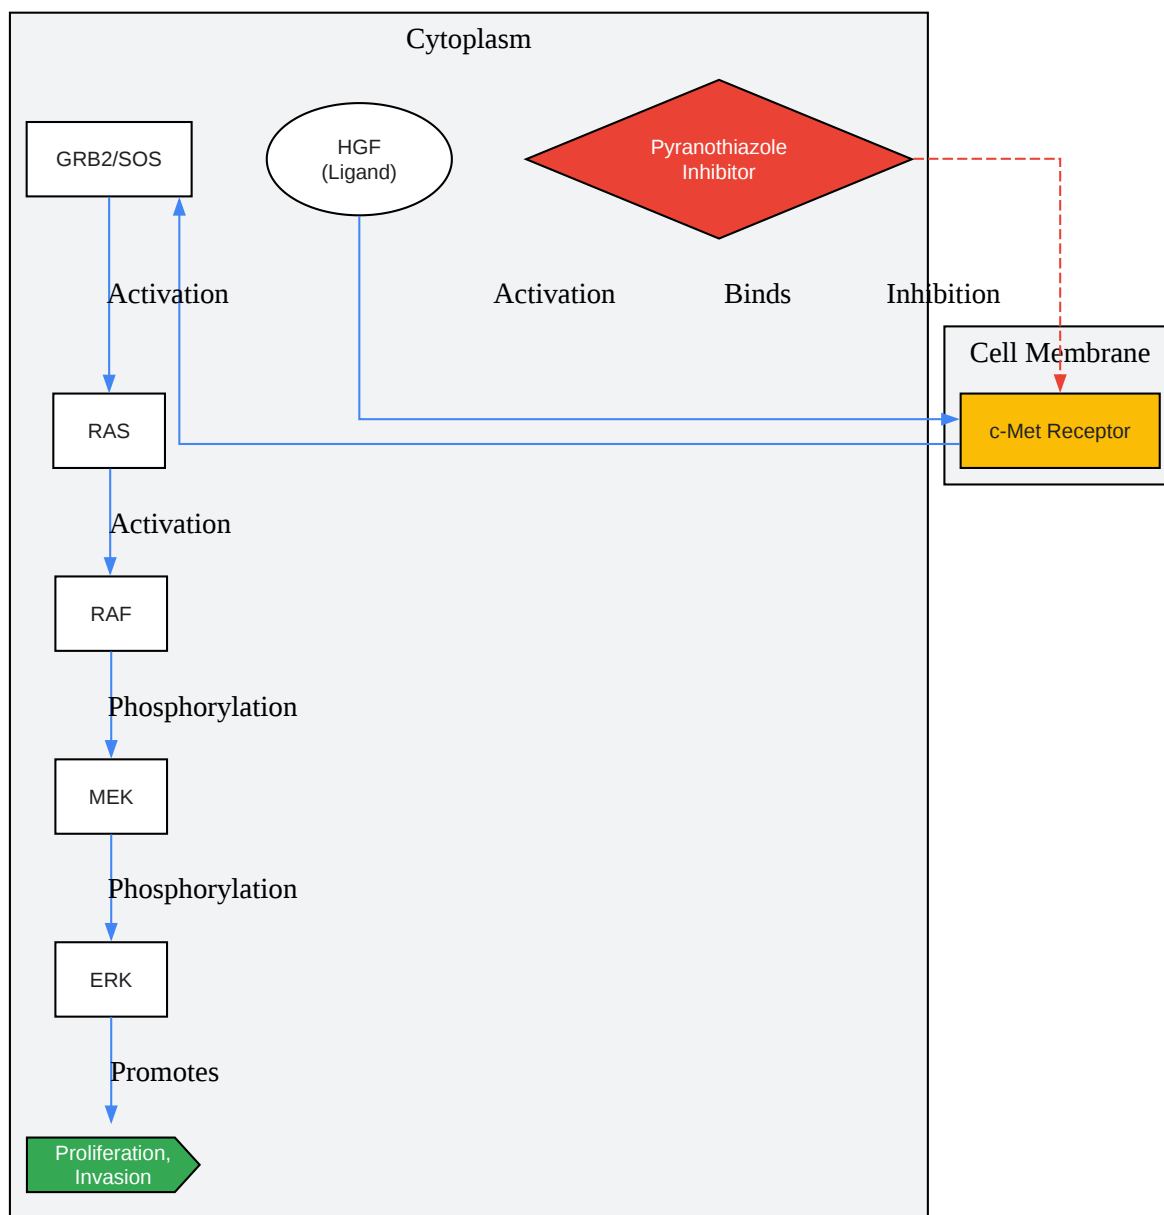 Cytoplasm
GRB2/SOS
HGF
(Ligand)
Pyranothiazole
Inhibitor
Activation
Activation
Binds
Inhibition
Cell Membrane
c-Met Receptor
RAS
Activation
RAF
Phosphorylation
MEK
Phosphorylation
ERK
Promotes
Proliferation,
Invasion